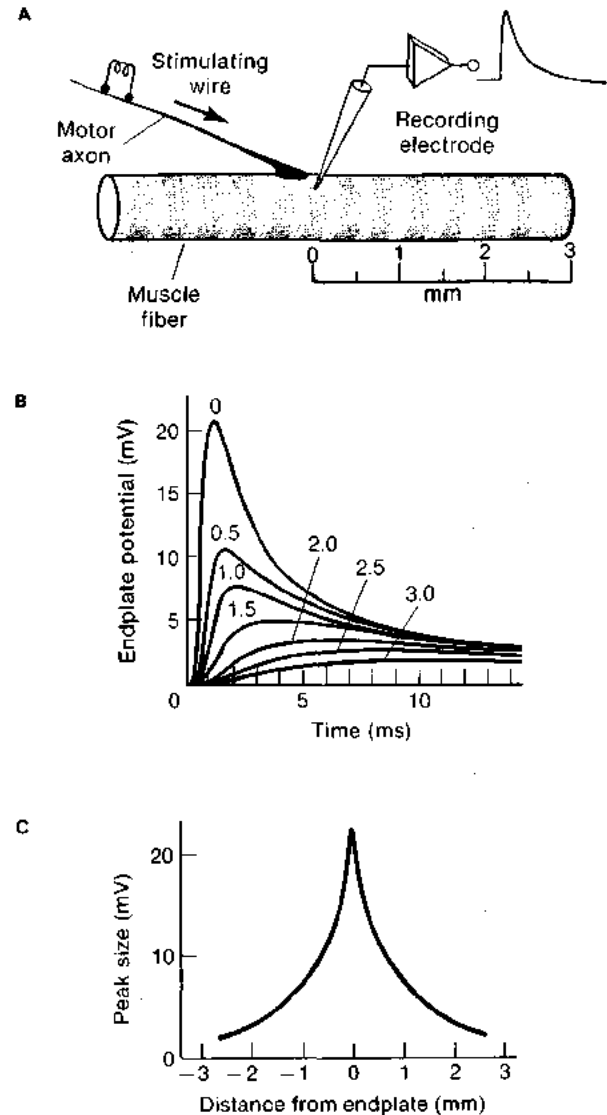 A
Stimulating
wire
Motor
axon
Recording
electrode
0 1 2 3
mm
Muscle
fiber
B
Endplate potential (mV)
20
15
10
5
0
0
0.5
1.0
1.5
2.0
2.5
3.0
5 10
Time (ms)
C
Peak size (mV)
20
10
0
−3 −2 −1 0 1 2 3
Distance from endplate (mm)